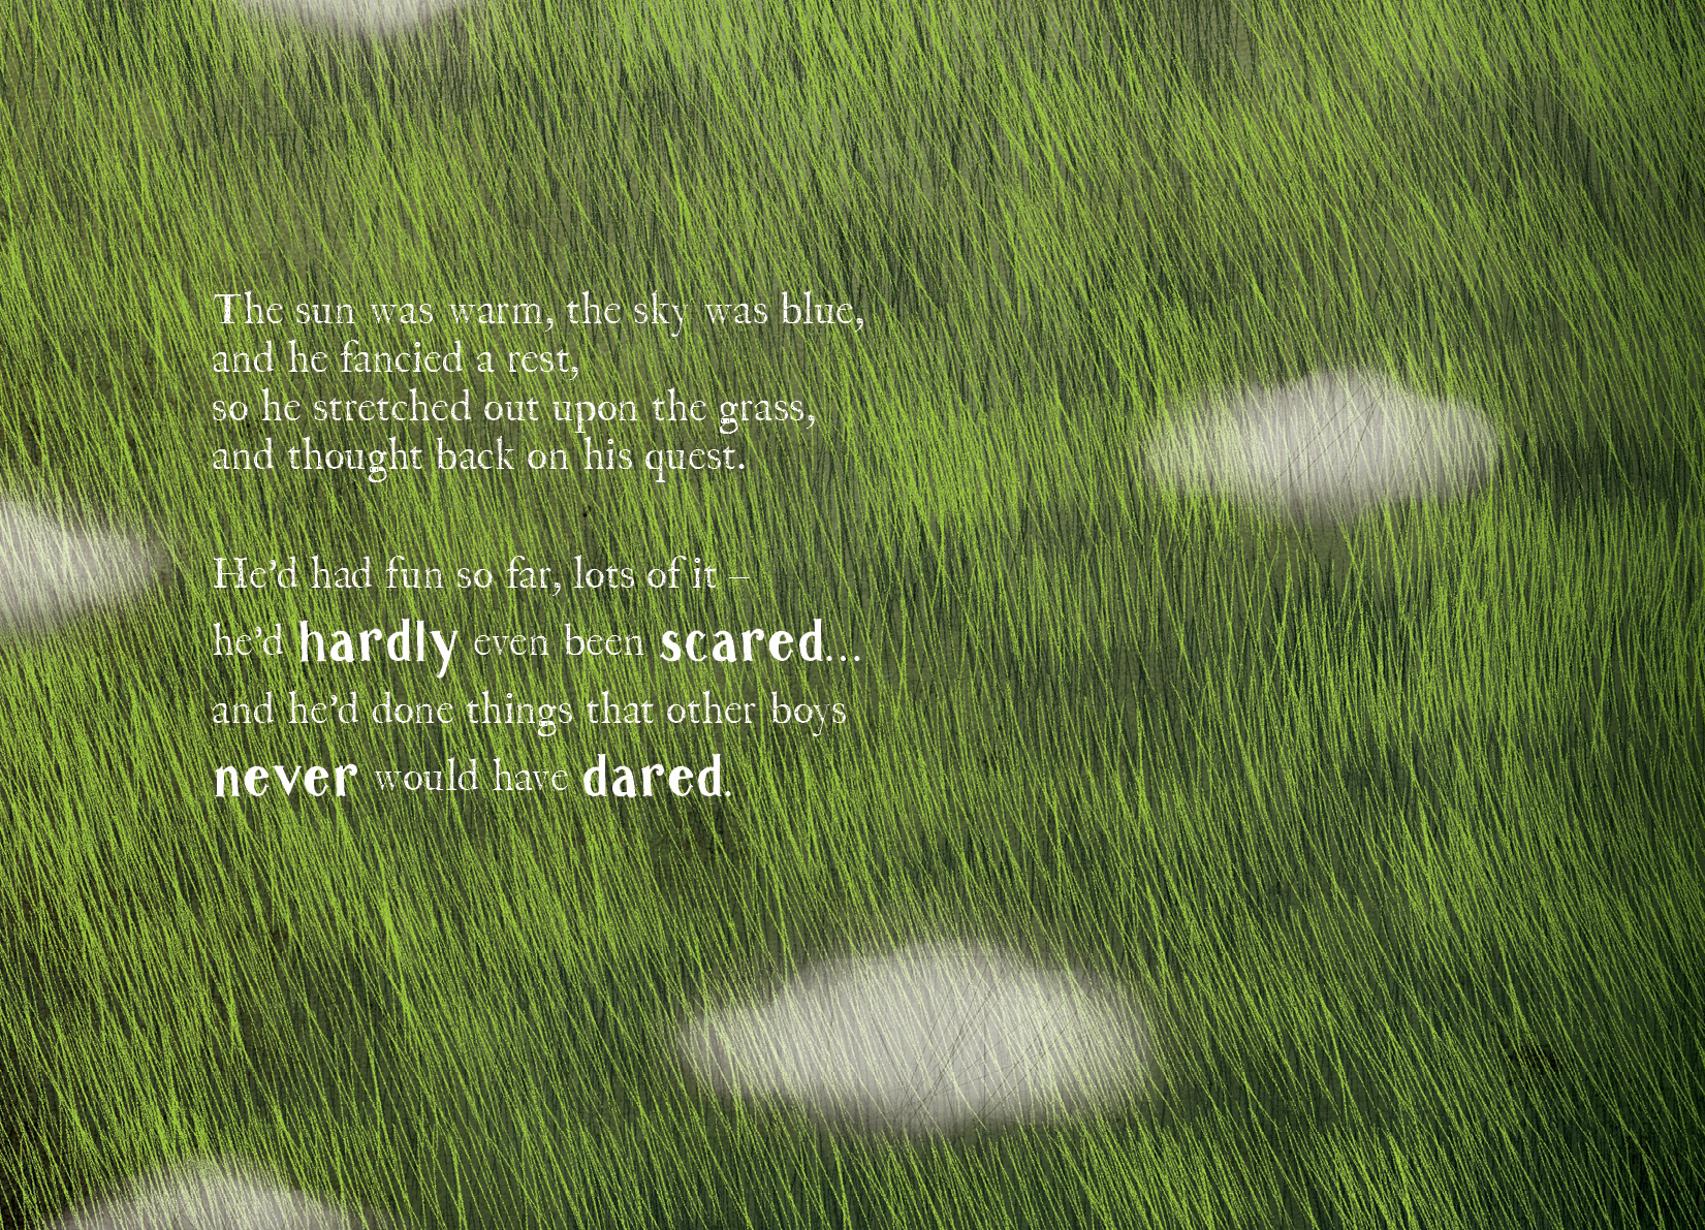 The sun was warm, the sky was blue,
and he fancied a rest,
so he stretched out upon the grass,
and thought back on his quest.
He’d had fun so far, lots of it –
he’d hardly even been scared...
and he’d done things that other boys
never would have dared.